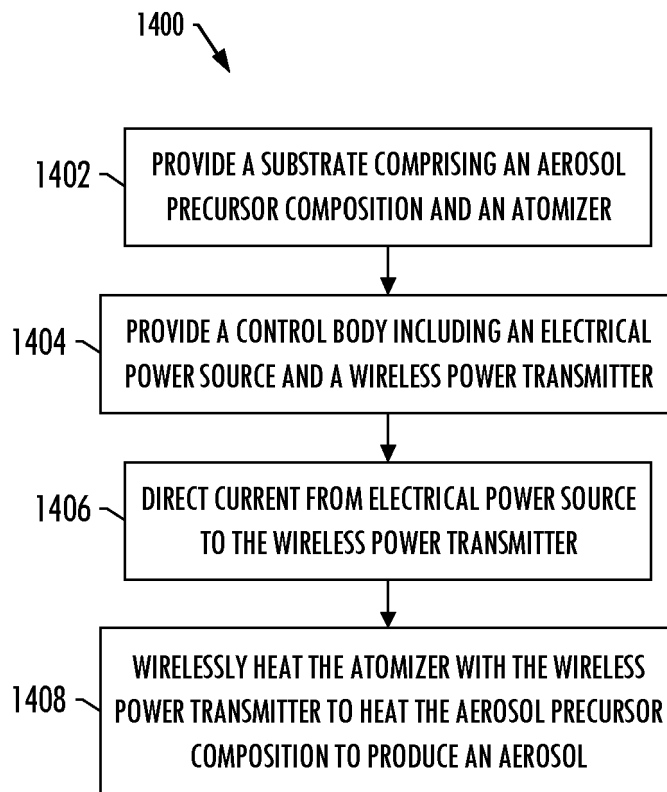 1400
1402
PROVIDE A SUBSTRATE COMPRISING AN AEROSOL
PRECURSOR COMPOSITION AND AN ATOMIZER
1404
PROVIDE A CONTROL BODY INCLUDING AN ELECTRICAL
POWER SOURCE AND A WIRELESS POWER TRANSMITTER
1406
DIRECT CURRENT FROM ELECTRICAL POWER SOURCE
TO THE WIRELESS POWER TRANSMITTER
1408
WIRELESSLY HEAT THE ATOMIZER WITH THE WIRELESS
POWER TRANSMITTER TO HEAT THE AEROSOL PRECURSOR
COMPOSITION TO PRODUCE AN AEROSOL